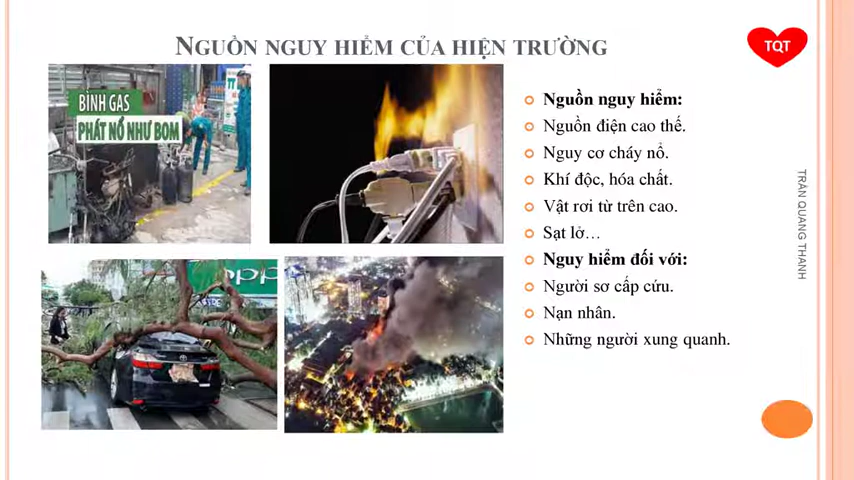 NGUỒN NGUY HIỂM CỦA HIỆN TRƯỜNG
TQT
BÌNH GAS
PHÁT NỔ NHƯ BOM
Nguồn nguy hiểm:
Nguồn điện cao thế.
Nguy cơ cháy nổ.
Khí độc, hóa chất.
Vật rơi từ trên cao.
Sạt lở…
Nguy hiểm đối với:
Người sơ cấp cứu.
Nạn nhân.
Những người xung quanh.
TRẦN QUANG THANH